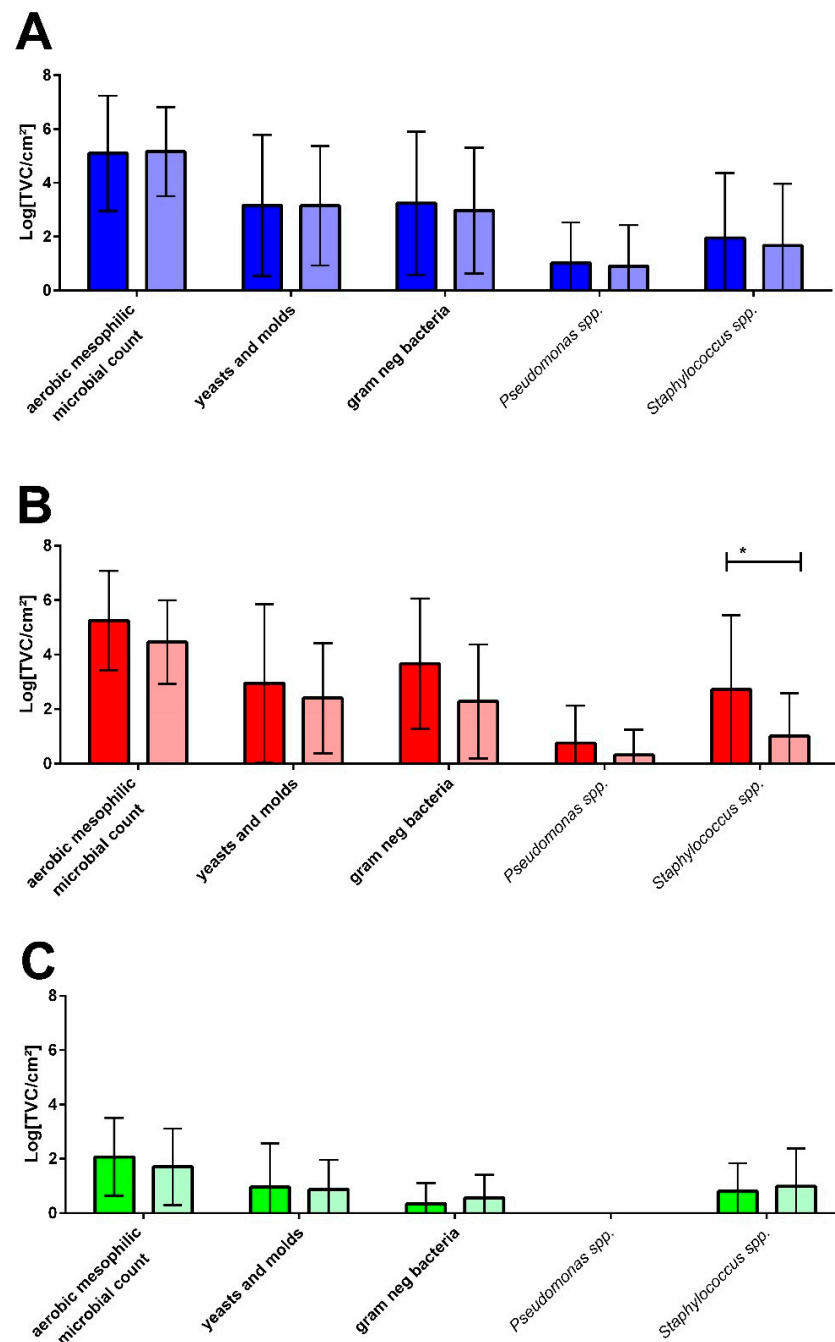 A
Log[TVC/cm²]
8
6
4
2
0
aerobic mesophilic
microbial count
yeasts and molds
gram neg bacteria
Pseudomonas spp.
Staphylococcus spp.
B
Log[TVC/cm²]
8
6
4
2
0
*
aerobic mesophilic
microbial count
yeasts and molds
gram neg bacteria
Pseudomonas spp.
Staphylococcus spp.
C
Log[TVC/cm²]
8
6
4
2
0
aerobic mesophilic
microbial count
yeasts and molds
gram neg bacteria
Pseudomonas spp.
Staphylococcus spp.